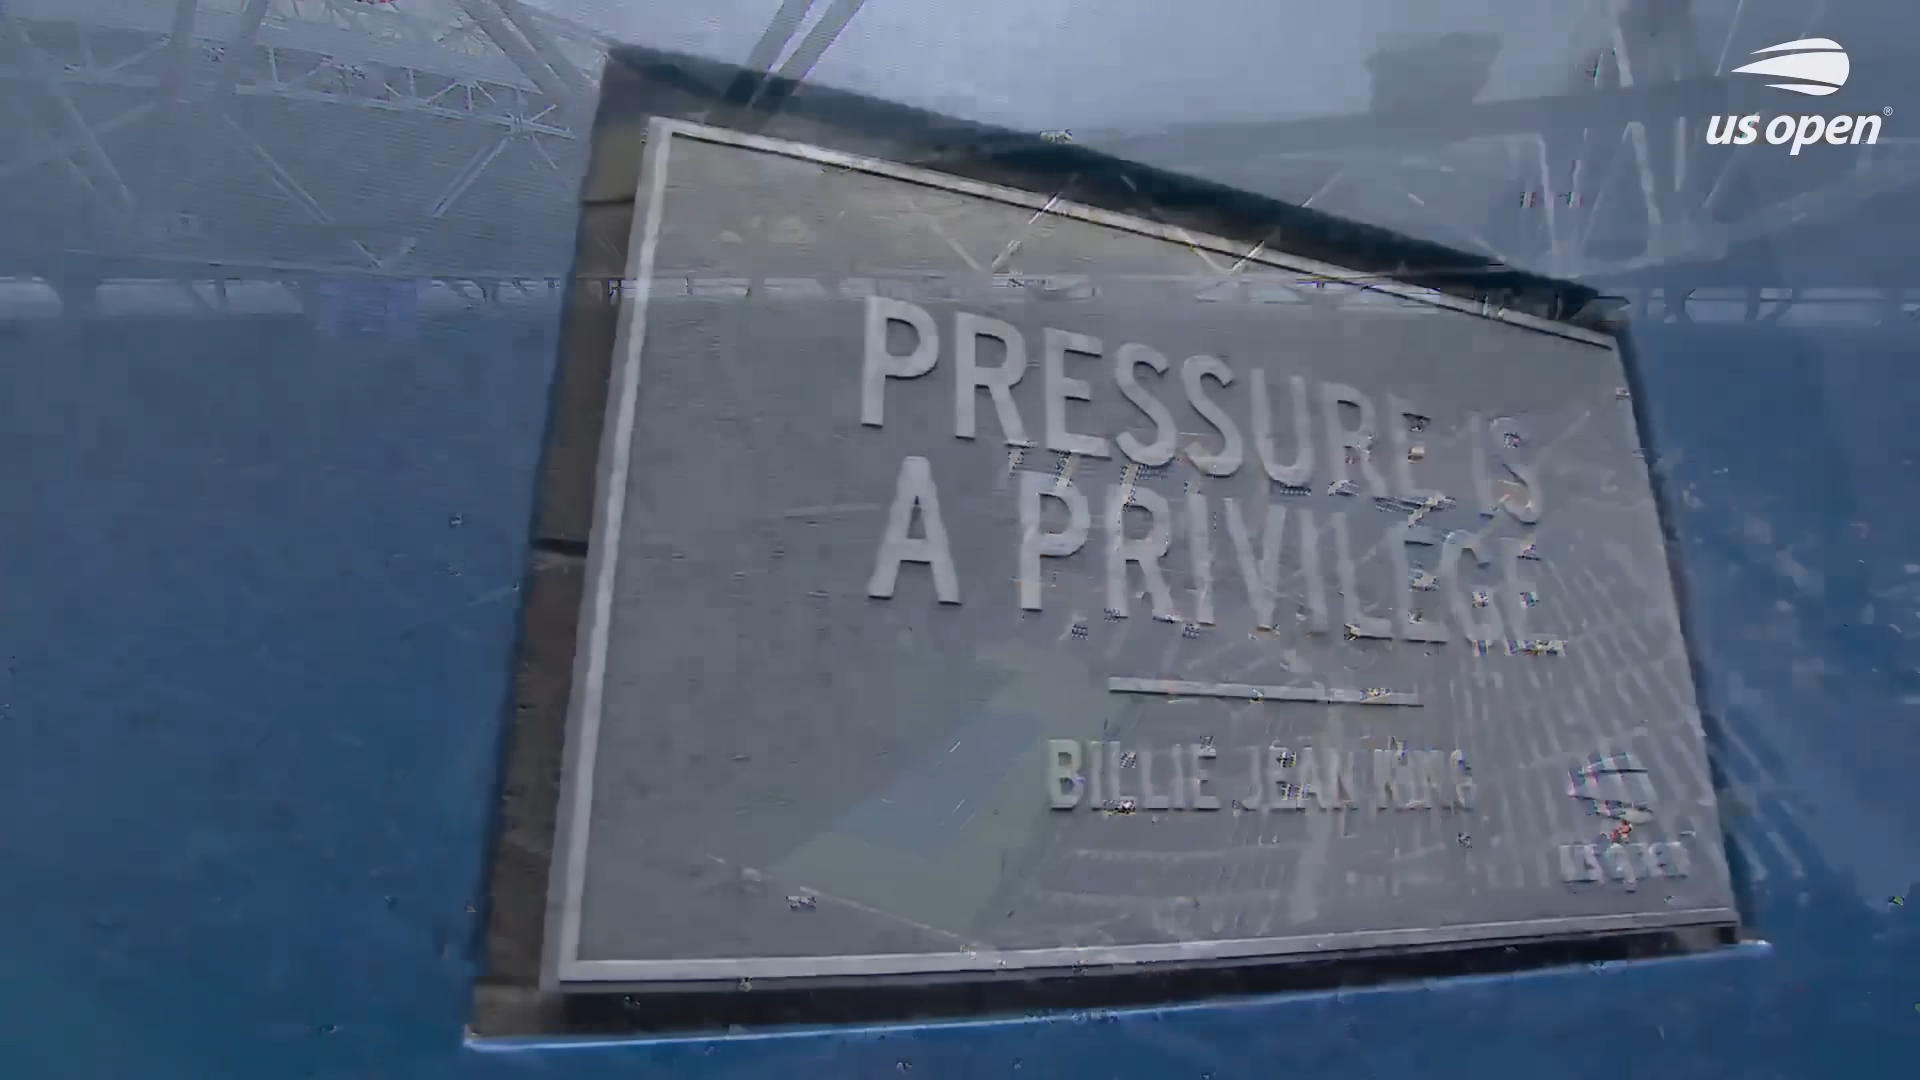 us open®
PRESSURE IS
A PRIVILEGE
BILLIE JEAN KING
us open